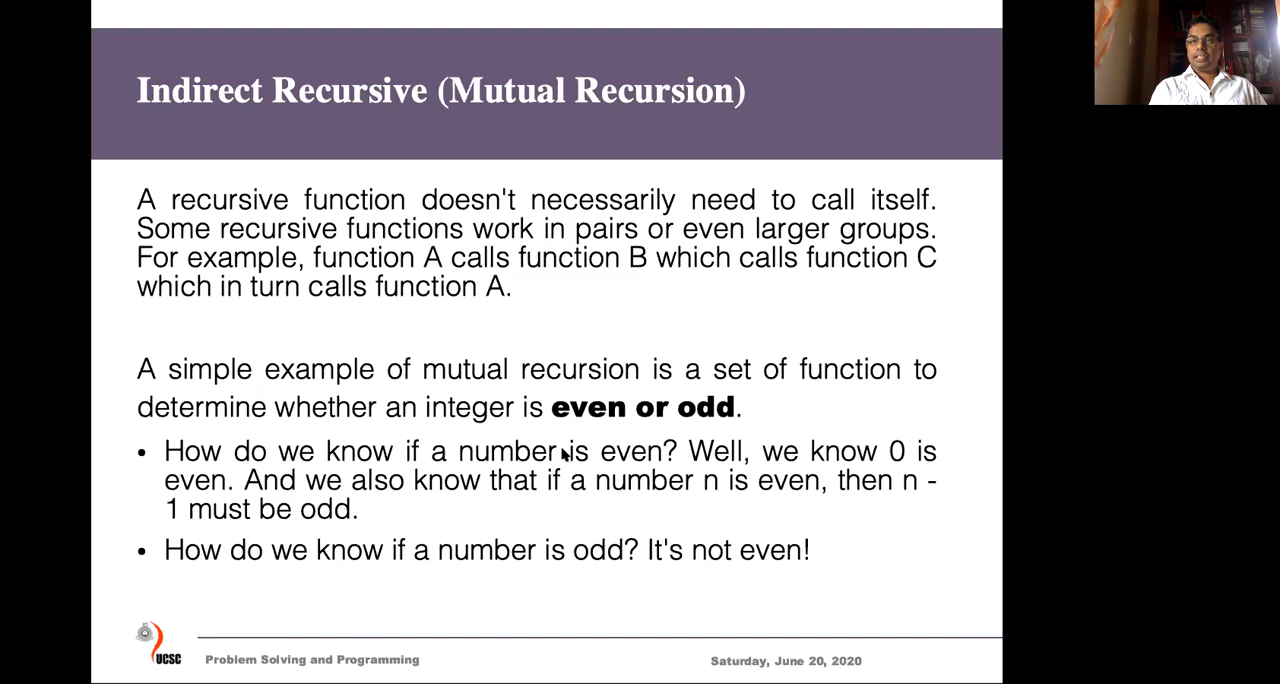 Indirect Recursive (Mutual Recursion)
A recursive function doesn't necessarily need to call itself.
Some recursive functions work in pairs or even larger groups.
For example, function A calls function B which calls function C
which in turn calls function A.
A simple example of mutual recursion is a set of function to
determine whether an integer is even or odd.
• How do we know if a number is even? Well, we know 0 is
even. And we also know that if a number n is even, then n -
1 must be odd.
• How do we know if a number is odd? It's not even!
UCSC
Problem Solving and Programming
Saturday, June 20, 2020